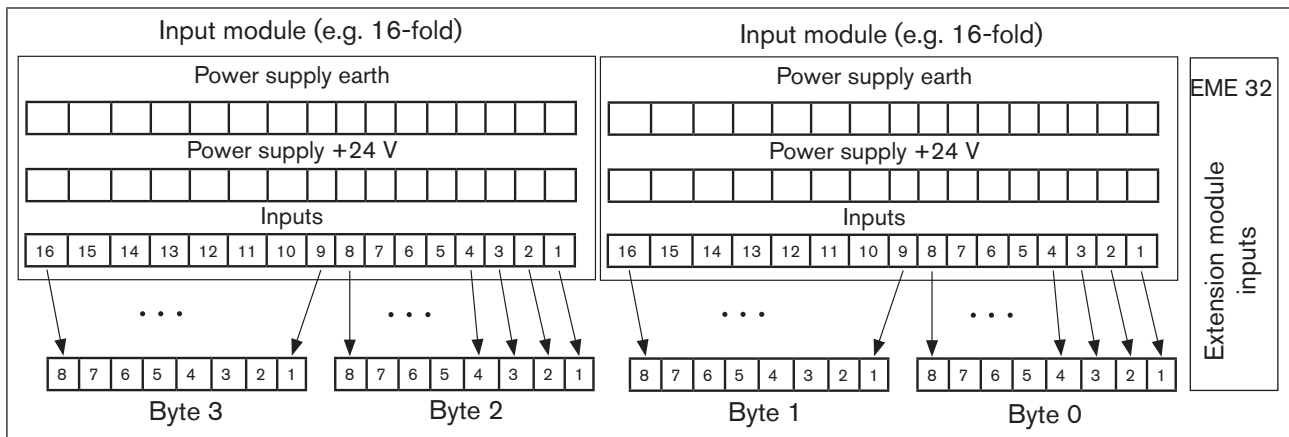 Input module (e.g. 16-fold)
Power supply earth
Power supply +24 V
Inputs
16 15 14 13 12 11 10 9 8 7 6 5 4 3 2 1
. . .
. . .
8 7 6 5 4 3 2 1
8 7 6 5 4 3 2 1
Byte 3
Byte 2
Input module (e.g. 16-fold)
Power supply earth
Power supply +24 V
Inputs
16 15 14 13 12 11 10 9 8 7 6 5 4 3 2 1
. . .
. . .
8 7 6 5 4 3 2 1
8 7 6 5 4 3 2 1
Byte 1
Byte 0
EME 32
Extension module
inputs